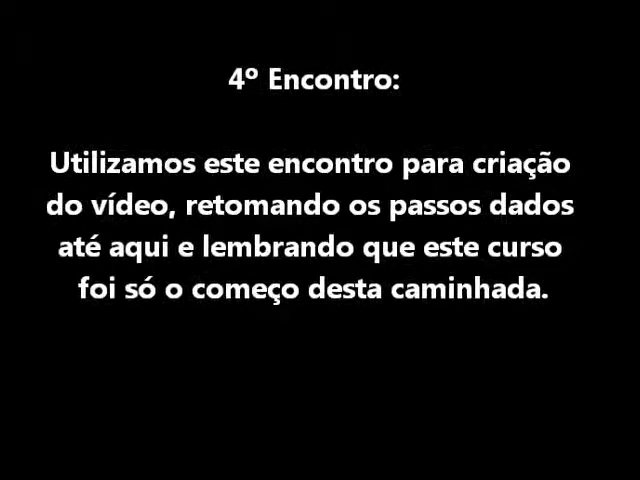 4º Encontro:
Utilizamos este encontro para criação
do vídeo, retomando os passos dados
até aqui e lembrando que este curso
foi só o começo desta caminhada.